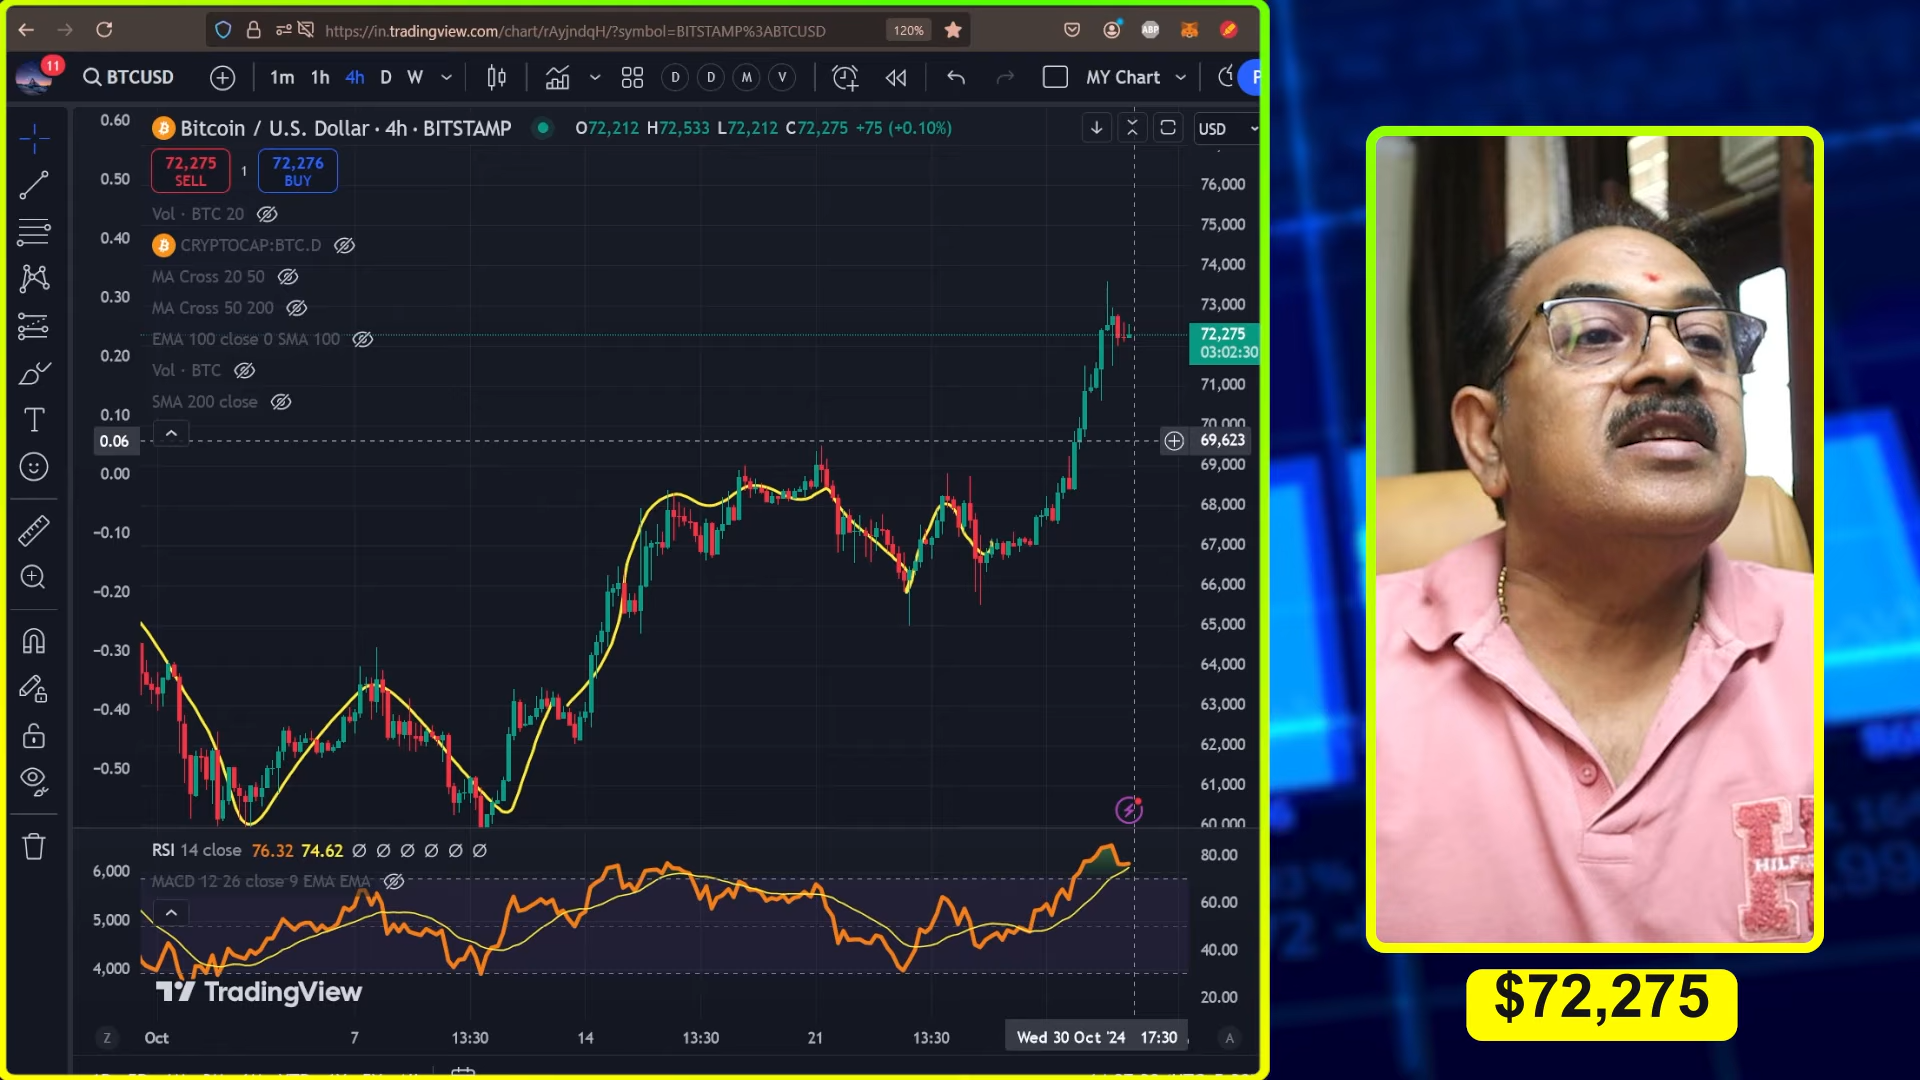 https://in.tradingview.com/chart/rAyjndqH/?symbol=BITSTAMP%3ABTCUSD 120% ABP
11 BTCUSD 1m 1h 4h D W D D M V MY Chart P
Bitcoin / U.S. Dollar · 4h · BITSTAMP O72,212 H72,533 L72,212 C72,275 +75 (+0.10%) USD
72,275 SELL 1 72,276 BUY
Vol · BTC 20
CRYPTOCAP:BTC.D
MA Cross 20 50
MA Cross 50 200
EMA 100 close 0 SMA 100
Vol · BTC
SMA 200 close
0.60
0.50
0.40
0.30
0.20
0.10
0.06
0.00
−0.10
−0.20
−0.30
−0.40
−0.50
76,000
75,000
74,000
73,000
72,275
03:02:30
71,000
70,000
69,623
69,000
68,000
67,000
66,000
65,000
64,000
63,000
62,000
61,000
60,000
RSI 14 close 76.32 74.62 Ø Ø Ø Ø Ø Ø
MACD 12 26 close 9 EMA EMA
6,000
5,000
4,000
80.00
60.00
40.00
20.00
TradingView
Z Oct 7 13:30 14 13:30 21 13:30 Wed 30 Oct '24 17:30 A
HILF
$72,275